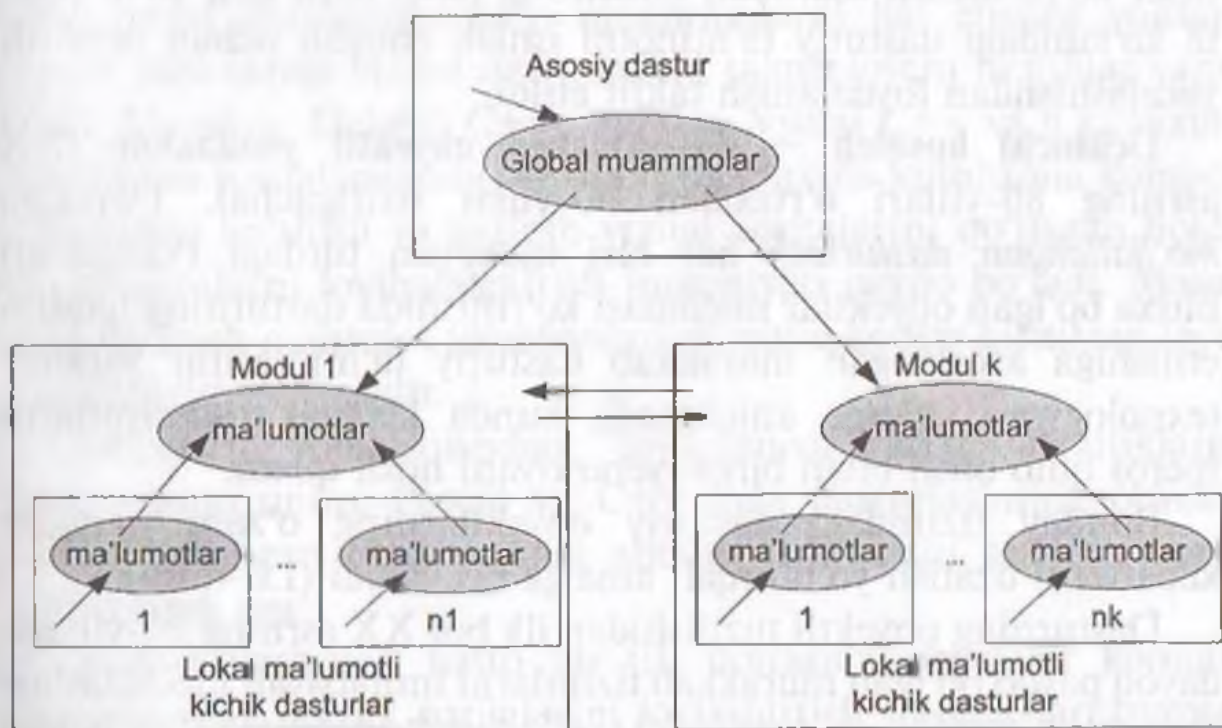 Asosiy dastur
Global muammolar
Modul 1
ma'lumotlar
ma'lumotlar
...
ma'lumotlar
1
n1
Lokal ma'lumotli
kichik dasturlar
Modul k
ma'lumotlar
ma'lumotlar
...
ma'lumotlar
1
nk
Lokal ma'lumotli
kichik dasturlar